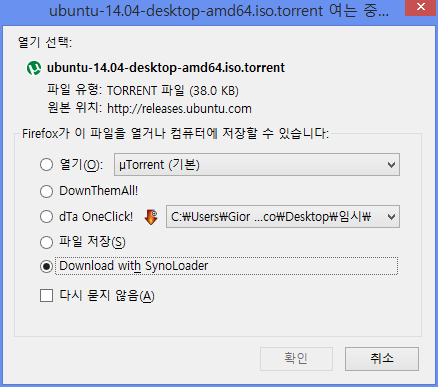 ubuntu-14.04-desktop-amd64.iso.torrent 여는 중...
열기 선택:
ubuntu-14.04-desktop-amd64.iso.torrent
파일 유형: TORRENT 파일 (38.0 KB)
원본 위치: http://releases.ubuntu.com
Firefox가 이 파일을 열거나 컴퓨터에 저장할 수 있습니다:
열기(O): µTorrent (기본)
DownThemAll!
dTa OneClick! C:₩Users₩Gior ...co₩Desktop₩임시₩
파일 저장(S)
Download with SynoLoader
다시 묻지 않음(A)
확인 취소